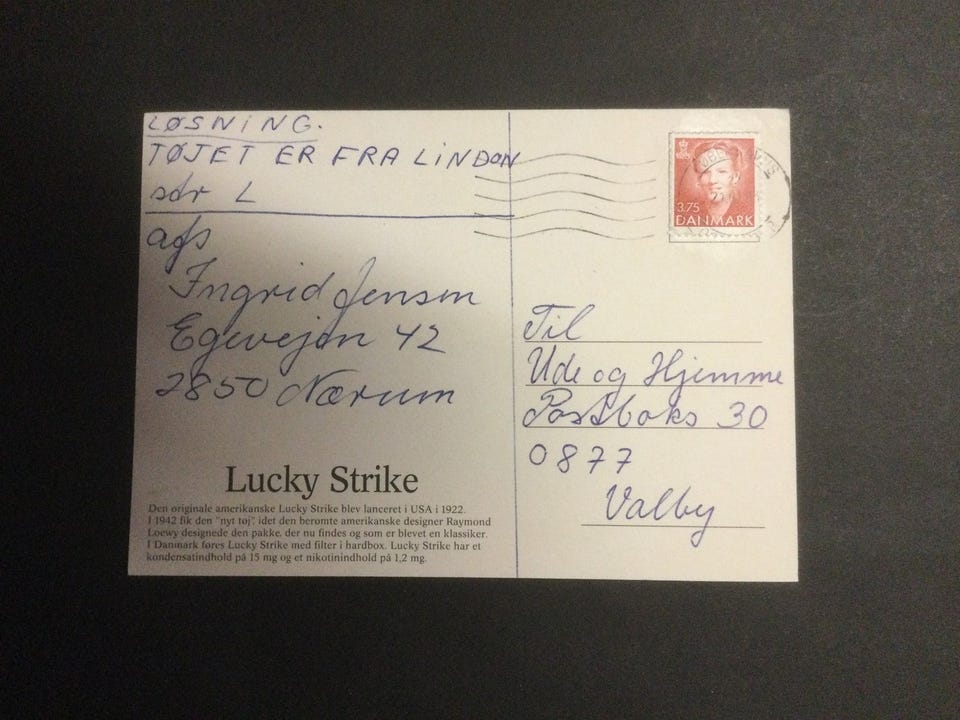 LØSNING.
TØJET ER FRA LINDON
str L
afs
Ingrid Jensen
Egevejen 42
2850 Nærum
Lucky Strike
Den originale amerikanske Lucky Strike blev lanceret i USA i 1922.
I 1942 fik den "nyt tøj", idet den berømte amerikanske designer Raymond
Loewy designede den pakke, der nu findes og som er blevet en klassiker.
I Danmark føres Lucky Strike med filter i hardbox. Lucky Strike har et
kondensatindhold på 15 mg og et nikotinindhold på 1,2 mg.
3.75
DANMARK
Til
Ude og Hjemme
Postboks 30
0877
Valby